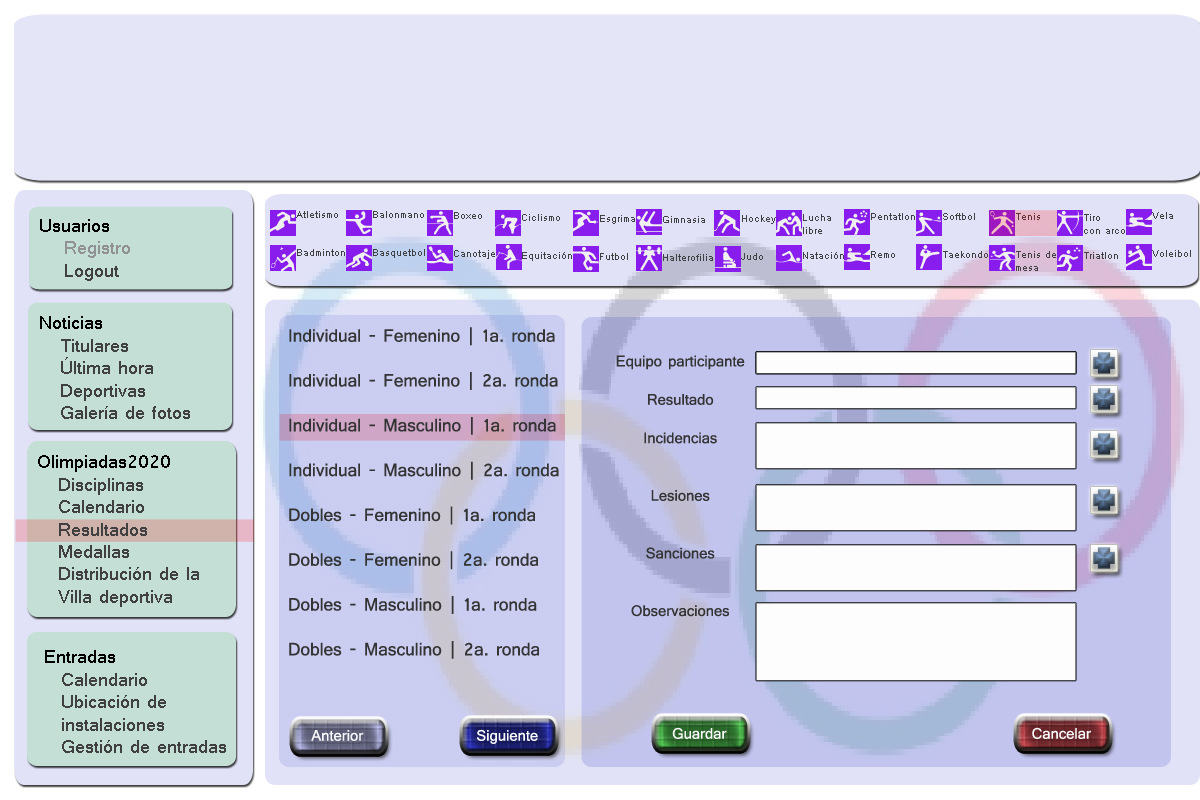 Usuarios
Registro
Logout
Noticias
Titulares
Última hora
Deportivas
Galería de fotos
Olimpiadas2020
Disciplinas
Calendario
Resultados
Medallas
Distribución de la
Villa deportiva
Entradas
Calendario
Ubicación de
instalaciones
Gestión de entradas
Atletismo
Balonmano
Boxeo
Ciclismo
Esgrima
Gimnasia
Hockey
Lucha
libre
Pentatlon
Softbol
Tenis
Tiro
con arco
Vela
Badminton
Basquetbol
Canotaje
Equitación
Futbol
Halterofilia
Judo
Natación
Remo
Taekondo
Tenis de
mesa
Triatlon
Voleibol
Individual - Femenino | 1a. ronda
Individual - Femenino | 2a. ronda
Individual - Masculino | 1a. ronda
Individual - Masculino | 2a. ronda
Dobles - Femenino | 1a. ronda
Dobles - Femenino | 2a. ronda
Dobles - Masculino | 1a. ronda
Dobles - Masculino | 2a. ronda
Anterior
Siguiente
Equipo participante
Resultado
Incidencias
Lesiones
Sanciones
Observaciones
Guardar
Cancelar